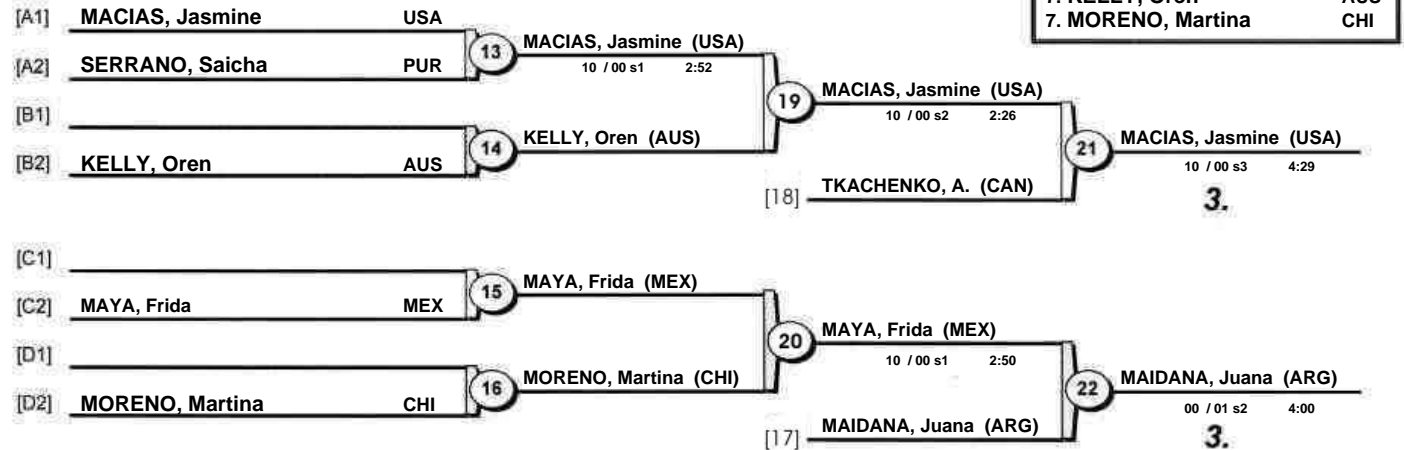 7. KELLY, Oren AUS
7. MORENO, Martina CHI
[A1] MACIAS, Jasmine USA
13 MACIAS, Jasmine (USA)
10 / 00 s1 2:52
[A2] SERRANO, Saicha PUR
19 MACIAS, Jasmine (USA)
10 / 00 s2 2:26
[B1]
14 KELLY, Oren (AUS)
[B2] KELLY, Oren AUS
21 MACIAS, Jasmine (USA)
10 / 00 s3 4:29
3.
[18] TKACHENKO, A. (CAN)
[C1]
15 MAYA, Frida (MEX)
[C2] MAYA, Frida MEX
20 MAYA, Frida (MEX)
10 / 00 s1 2:50
[D1]
16 MORENO, Martina (CHI)
[D2] MORENO, Martina CHI
22 MAIDANA, Juana (ARG)
00 / 01 s2 4:00
3.
[17] MAIDANA, Juana (ARG)